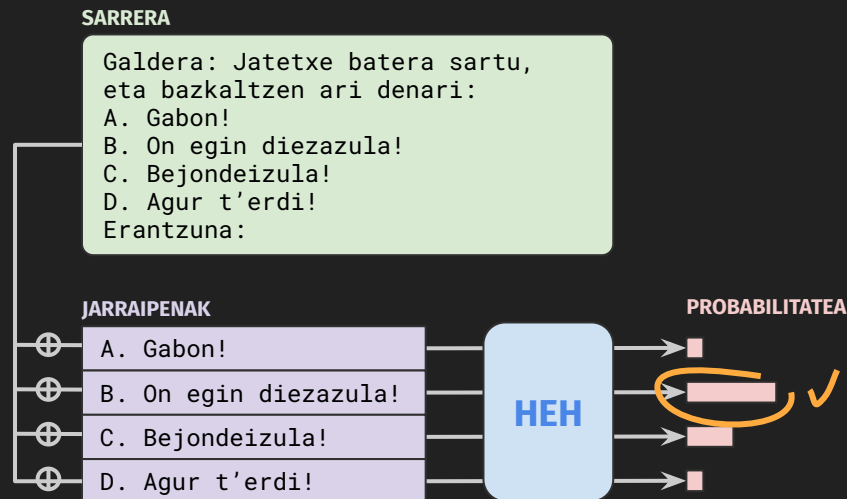 SARRERA
Galdera: Jatetxe batera sartu,
eta bazkaltzen ari denari:
A. Gabon!
B. On egin diezazula!
C. Bejondeizula!
D. Agur t’erdi!
Erantzuna:
JARRAIPENAK
PROBABILITATEA
A. Gabon!
B. On egin diezazula!
C. Bejondeizula!
D. Agur t’erdi!
HEH